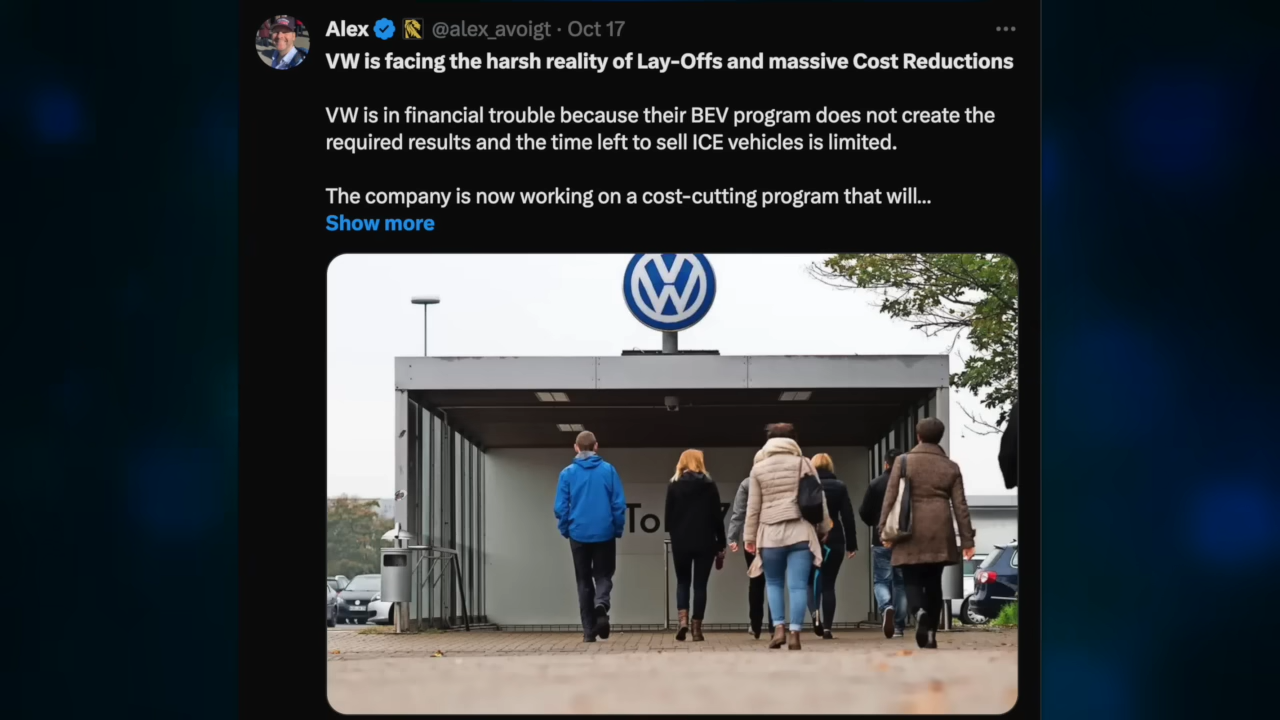 Alex @alex_avoigt · Oct 17
VW is facing the harsh reality of Lay-Offs and massive Cost Reductions
VW is in financial trouble because their BEV program does not create the
required results and the time left to sell ICE vehicles is limited.
The company is now working on a cost-cutting program that will...
Show more
VW
To